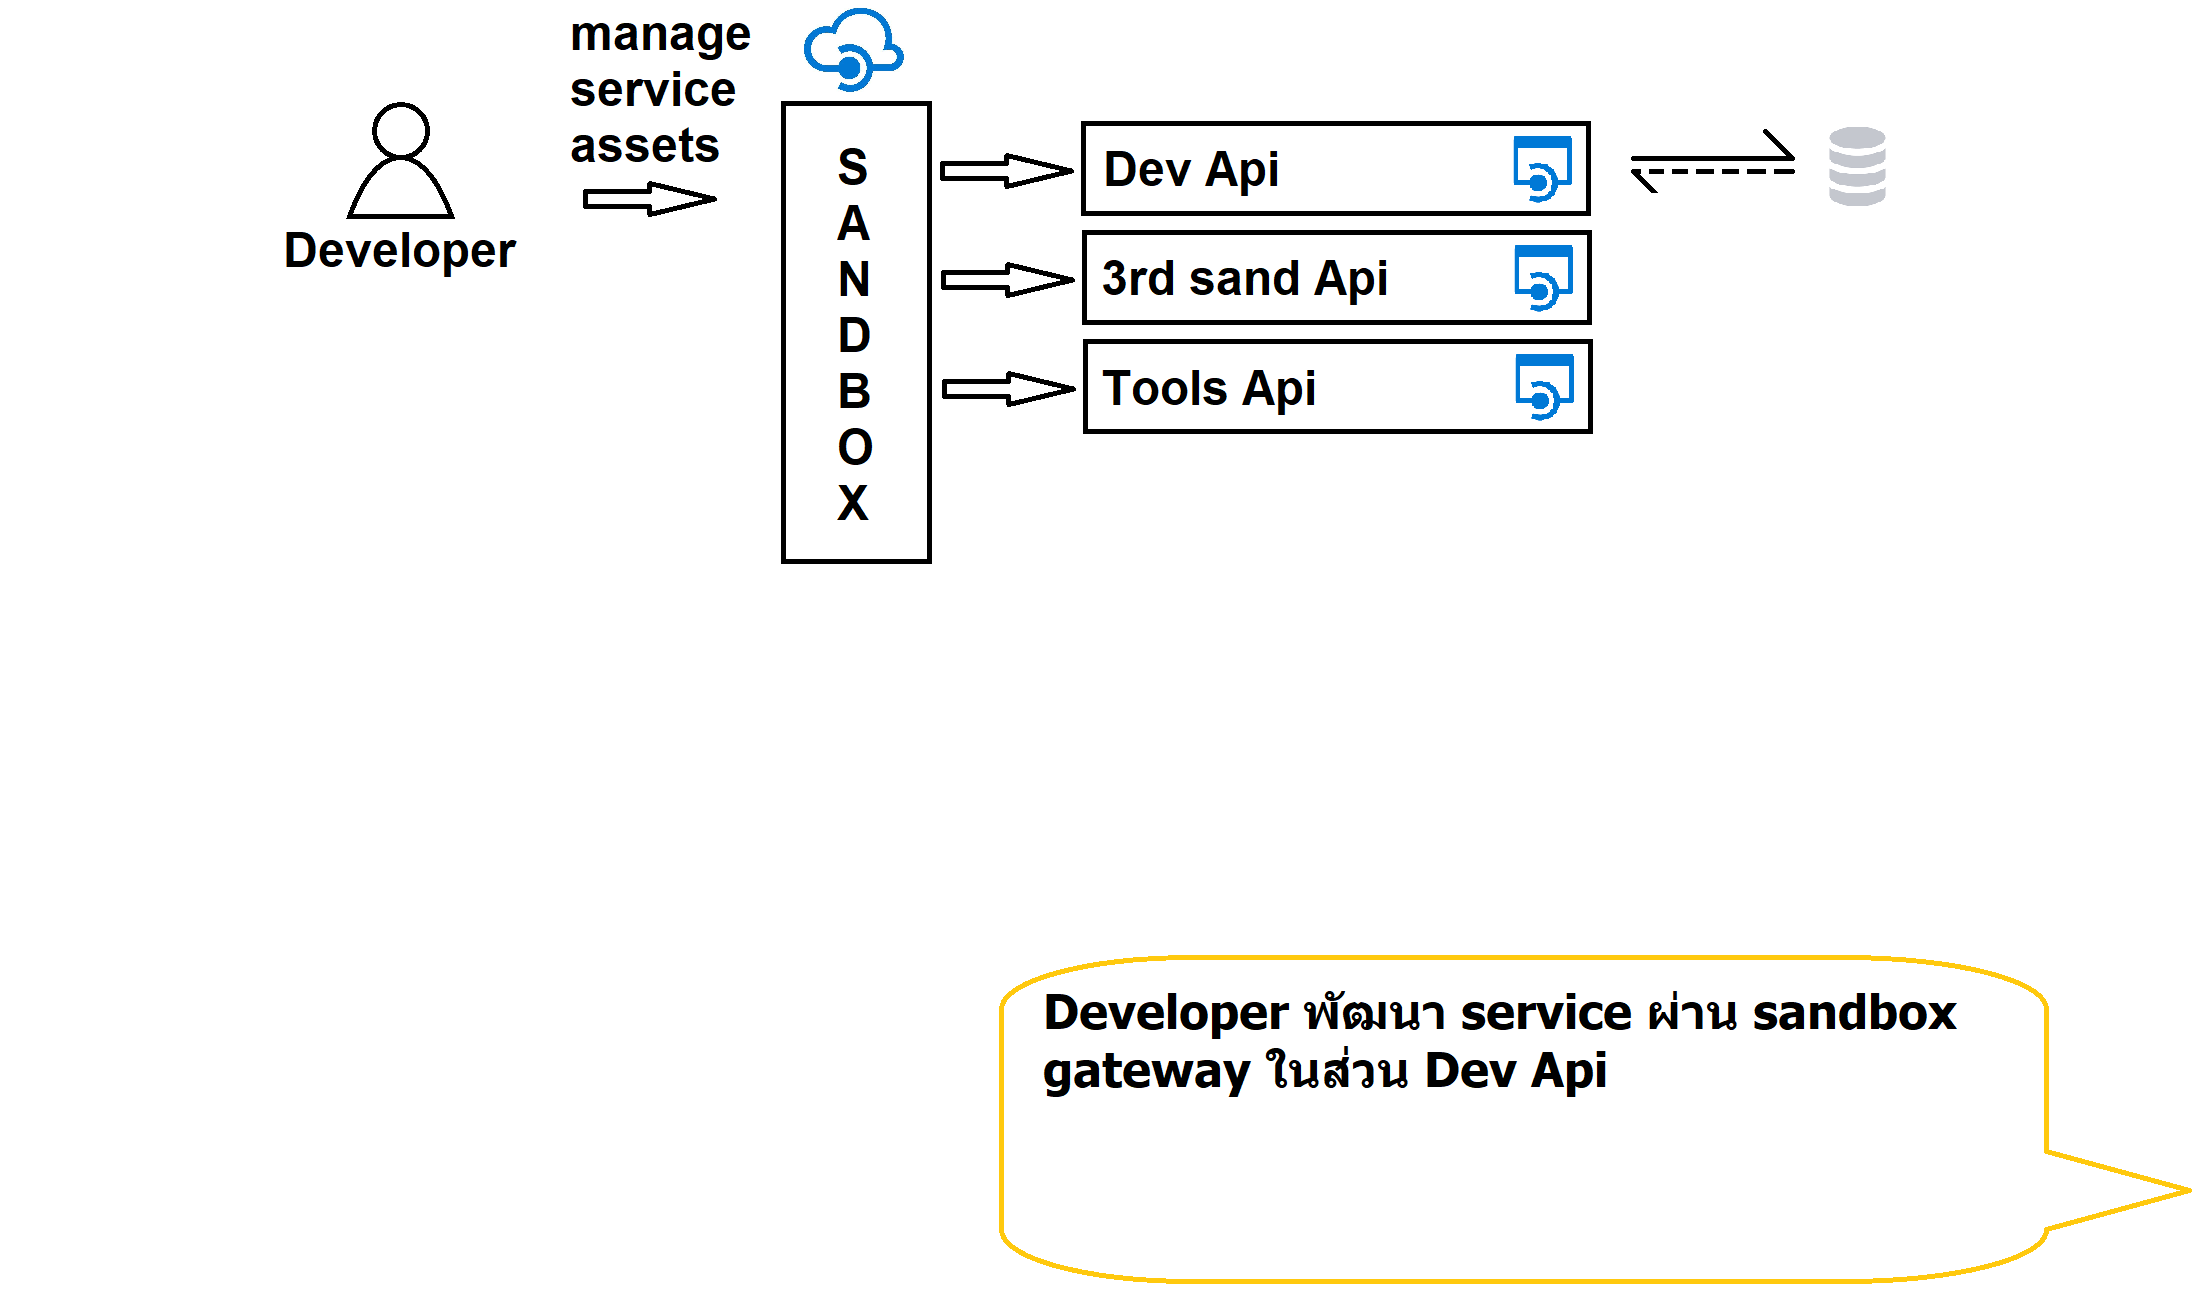 manage
service
assets
Developer
S
A
N
D
B
O
X
Dev Api
3rd sand Api
Tools Api
Developer พัฒนา service ผ่าน sandbox
gateway ในส่วน Dev Api